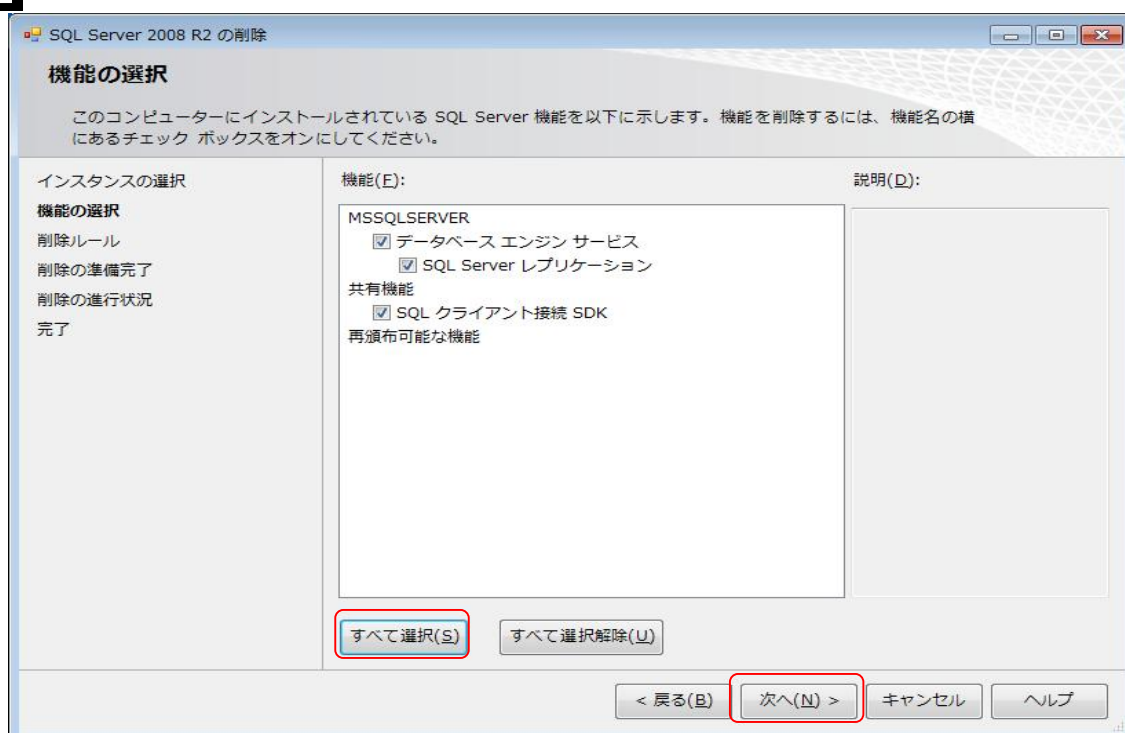 SQL Server 2008 R2 の削除
機能の選択
このコンピューターにインストールされている SQL Server 機能を以下に示します。機能を削除するには、機能名の横
にあるチェック ボックスをオンにしてください。
インスタンスの選択
機能の選択
削除ルール
削除の準備完了
削除の進行状況
完了
機能(F):
MSSQLSERVER
データベース エンジン サービス
SQL Server レプリケーション
共有機能
SQL クライアント接続 SDK
再頒布可能な機能
説明(D):
すべて選択(S)
すべて選択解除(U)
< 戻る(B)
次へ(N) >
キャンセル
ヘルプ